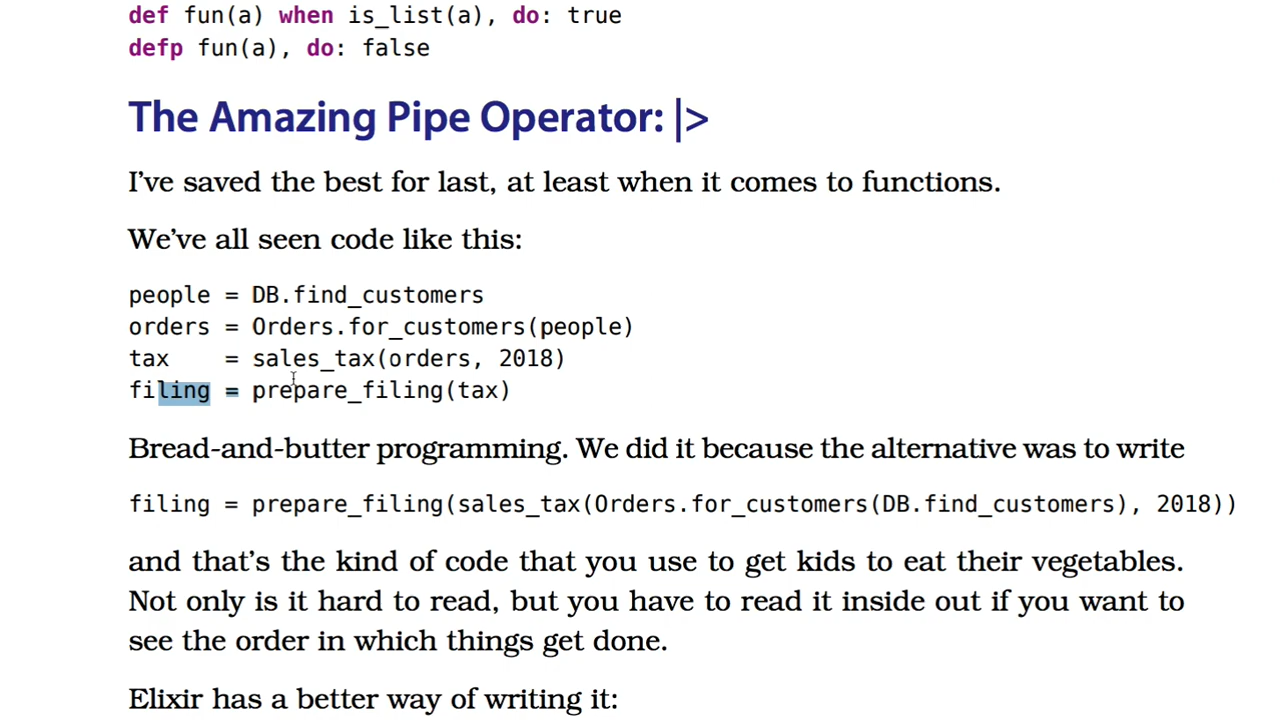 def fun(a) when is_list(a), do: true
defp fun(a), do: false
The Amazing Pipe Operator: |>
I’ve saved the best for last, at least when it comes to functions.
We’ve all seen code like this:
people = DB.find_customers
orders = Orders.for_customers(people)
tax    = sales_tax(orders, 2018)
filing = prepare_filing(tax)
Bread-and-butter programming. We did it because the alternative was to write
filing = prepare_filing(sales_tax(Orders.for_customers(DB.find_customers), 2018))
and that’s the kind of code that you use to get kids to eat their vegetables.
Not only is it hard to read, but you have to read it inside out if you want to
see the order in which things get done.
Elixir has a better way of writing it: